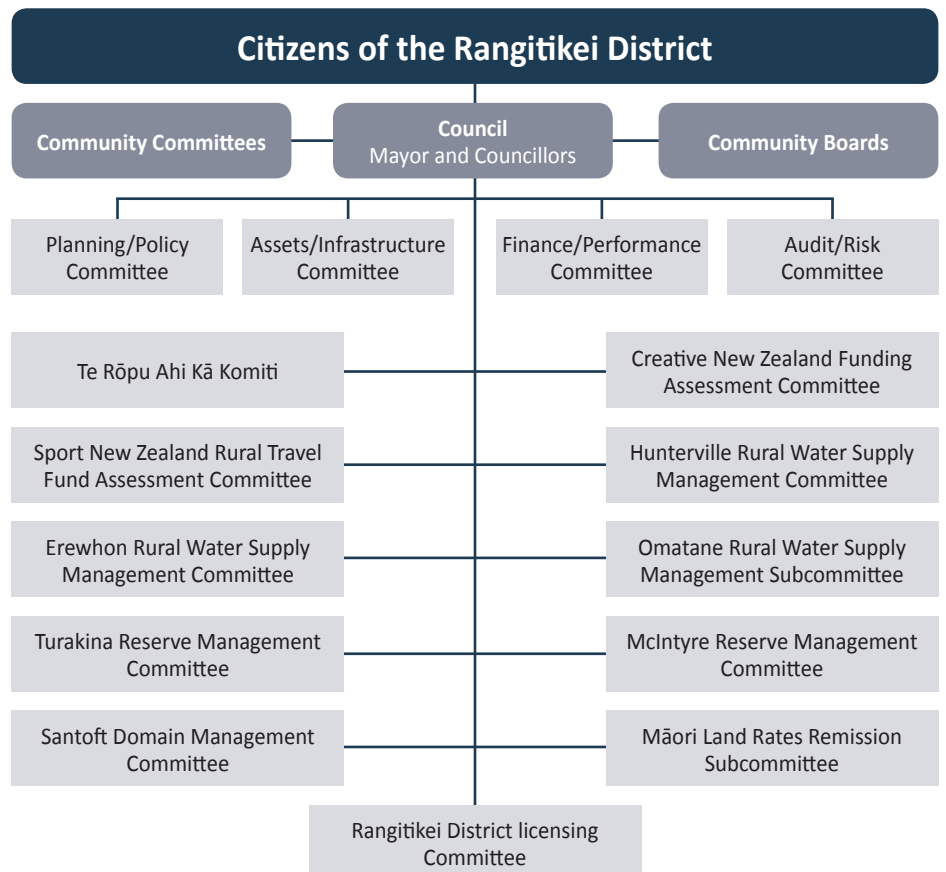 Citizens of the Rangitikei District
Community Committees
Council
Mayor and Councillors
Community Boards
Planning/Policy
Committee
Assets/Infrastructure
Committee
Finance/Performance
Committee
Audit/Risk
Committee
Te Rōpu Ahi Kā Komiti
Creative New Zealand Funding
Assessment Committee
Sport New Zealand Rural Travel
Fund Assessment Committee
Hunterville Rural Water Supply
Management Committee
Erewhon Rural Water Supply
Management Committee
Omatane Rural Water Supply
Management Subcommittee
Turakina Reserve Management
Committee
McIntyre Reserve Management
Committee
Santoft Domain Management
Committee
Māori Land Rates Remission
Subcommittee
Rangitikei District licensing
Committee